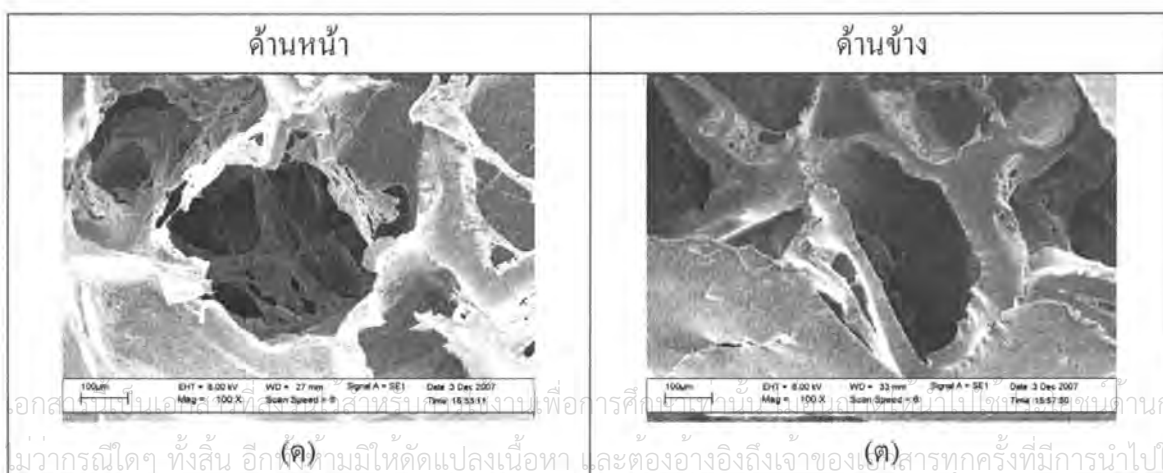 ด้านหน้า
ด้านข้าง
100µm EHT = 8.00 kV WD = 27 mm Signal A = SE1 Date :3 Dec 2007
Mag = 100 X Scan Speed = 6
100µm EHT = 8.00 kV WD = 33 mm Signal A = SE1 Date :3 Dec 2007
Mag = 100 X Scan Speed = 6
(ค)
(ต)
ไม่ว่ากรณีใดๆ ทั้งสิ้น อีกทั้งห้ามมิให้ดัดแปลงเนื้อหา และต้องอ้างอิงถึงเจ้าของเอกสารทุกครั้งที่มีการนำไป